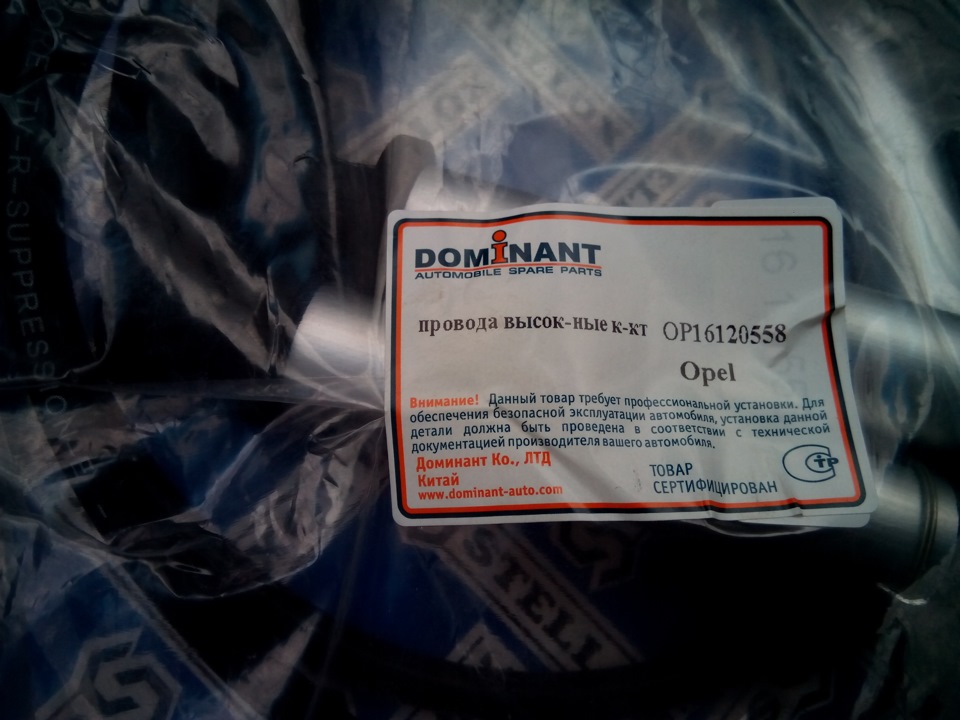 DOMiNANT
AUTOMOBILE SPARE PARTS
провода высок-ные к-кт OP16120558
Opel
Внимание! Данный товар требует профессиональной установки. Для
обеспечения безопасной эксплуатации автомобиля, установка данной
детали должна быть проведена в соответствии с технической
документацией производителя вашего автомобиля.
Доминант Ко., ЛТД
Китай
www.dominant-auto.com
ТОВАР
СЕРТИФИЦИРОВАН
СТР
STELL